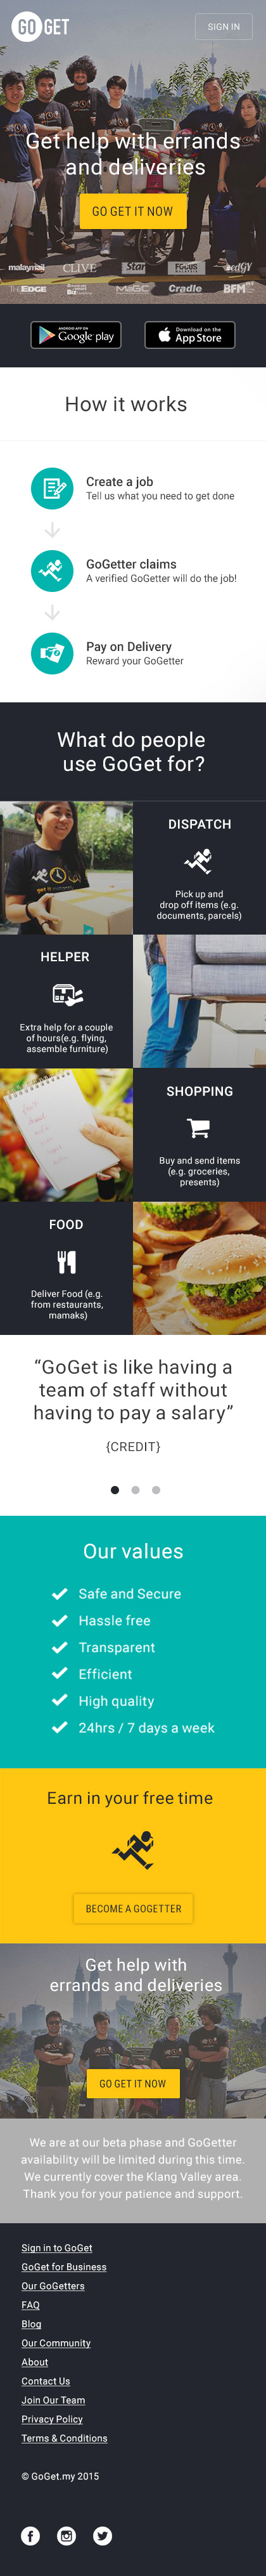 GO GET
SIGN IN
Get help with errands
and deliveries
GO GET IT NOW
malaymail CLIVE Star FOCUS edGY
THE EDGE MaGIC Cradle BFM
ANDROID APP ON
Google play
Download on the
App Store
How it works
Create a job
Tell us what you need to get done
GoGetter claims
A verified GoGetter will do the job!
Pay on Delivery
Reward your GoGetter
What do people
use GoGet for?
DISPATCH
Pick up and
drop off items (e.g.
documents, parcels)
HELPER
Extra help for a couple
of hours(e.g. flying,
assemble furniture)
SHOPPING
Buy and send items
(e.g. groceries,
presents)
FOOD
Deliver Food (e.g.
from restaurants,
mamaks)
“GoGet is like having a
team of staff without
having to pay a salary”
{CREDIT}
Our values
Safe and Secure
Hassle free
Transparent
Efficient
High quality
24hrs / 7 days a week
Earn in your free time
BECOME A GOGETTER
Get help with
errands and deliveries
GO GET IT NOW
We are at our beta phase and GoGetter
availability will be limited during this time.
We currently cover the Klang Valley area.
Thank you for your patience and support.
Sign in to GoGet
GoGet for Business
Our GoGetters
FAQ
Blog
Our Community
About
Contact Us
Join Our Team
Privacy Policy
Terms & Conditions
© GoGet.my 2015